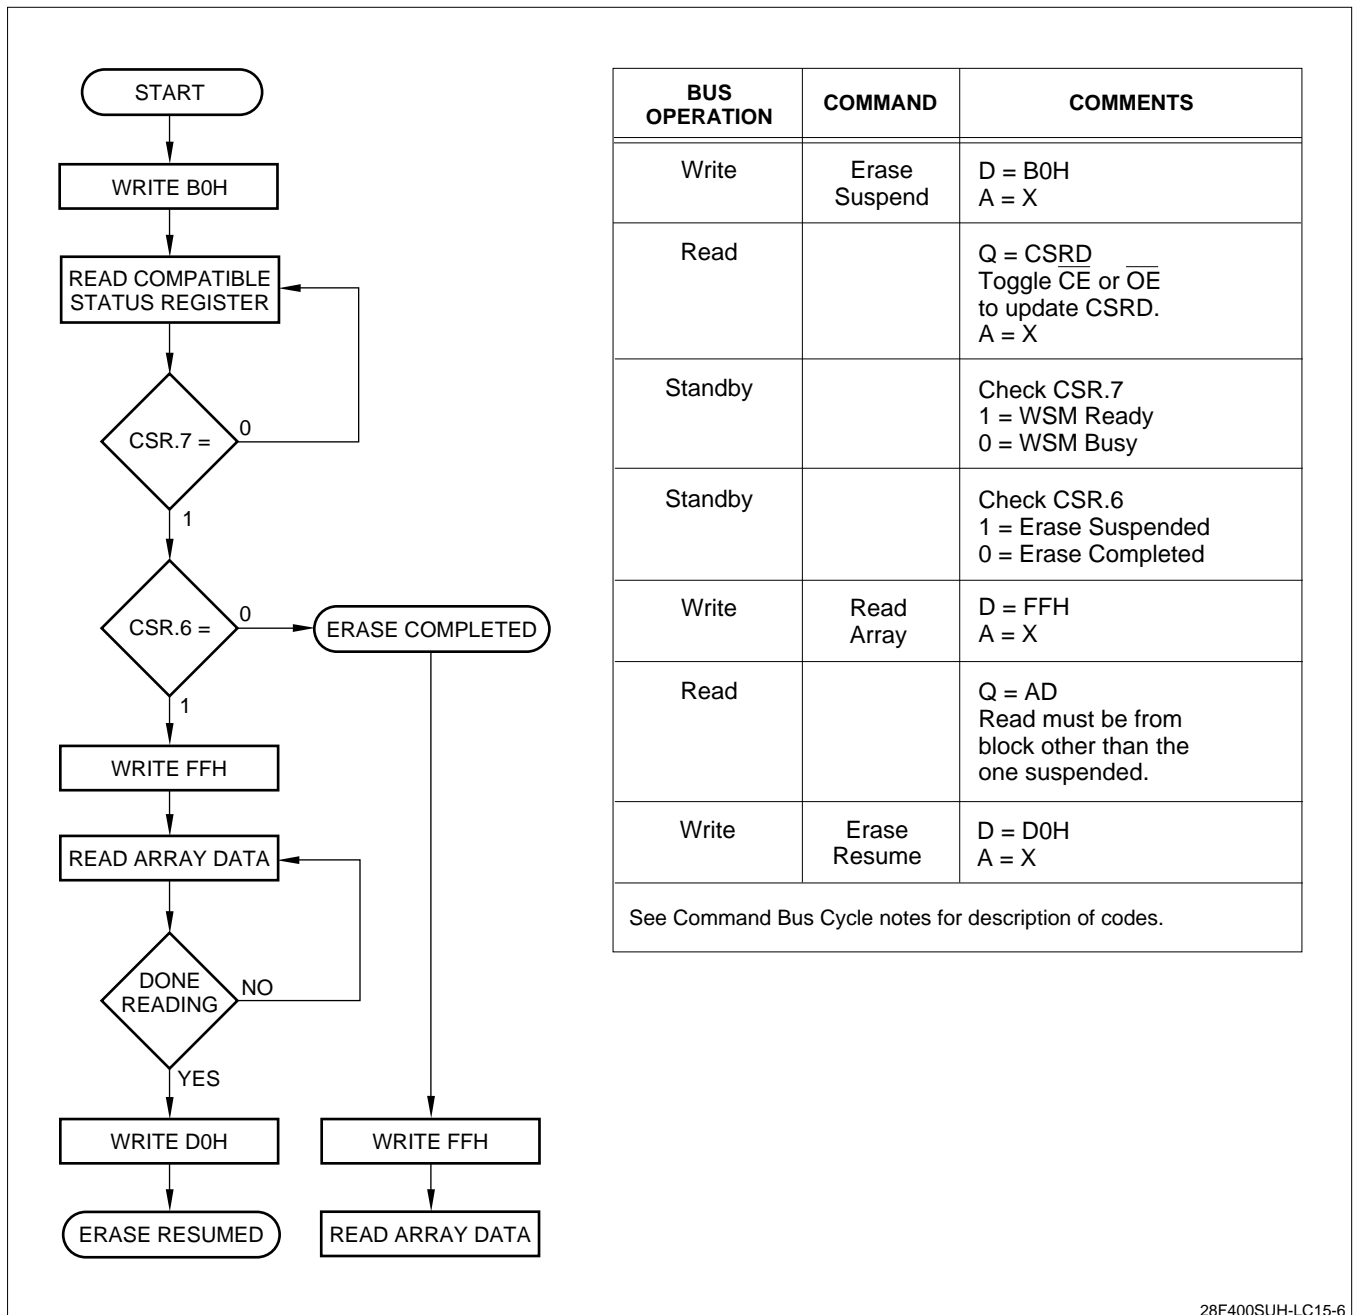 START
WRITE B0H
READ COMPATIBLE
STATUS REGISTER
CSR.7 =
0
1
CSR.6 =
0
ERASE COMPLETED
1
WRITE FFH
READ ARRAY DATA
DONE
READING
NO
YES
WRITE D0H
WRITE FFH
ERASE RESUMED
READ ARRAY DATA
BUS
OPERATION
COMMAND
COMMENTS
Write
Erase
Suspend
D = B0H
A = X
Read
Q = CSRD
Toggle C̅E̅ or O̅E̅
to update CSRD.
A = X
Standby
Check CSR.7
1 = WSM Ready
0 = WSM Busy
Standby
Check CSR.6
1 = Erase Suspended
0 = Erase Completed
Write
Read
Array
D = FFH
A = X
Read
Q = AD
Read must be from
block other than the
one suspended.
Write
Erase
Resume
D = D0H
A = X
See Command Bus Cycle notes for description of codes.
28F400SUH-LC15-6